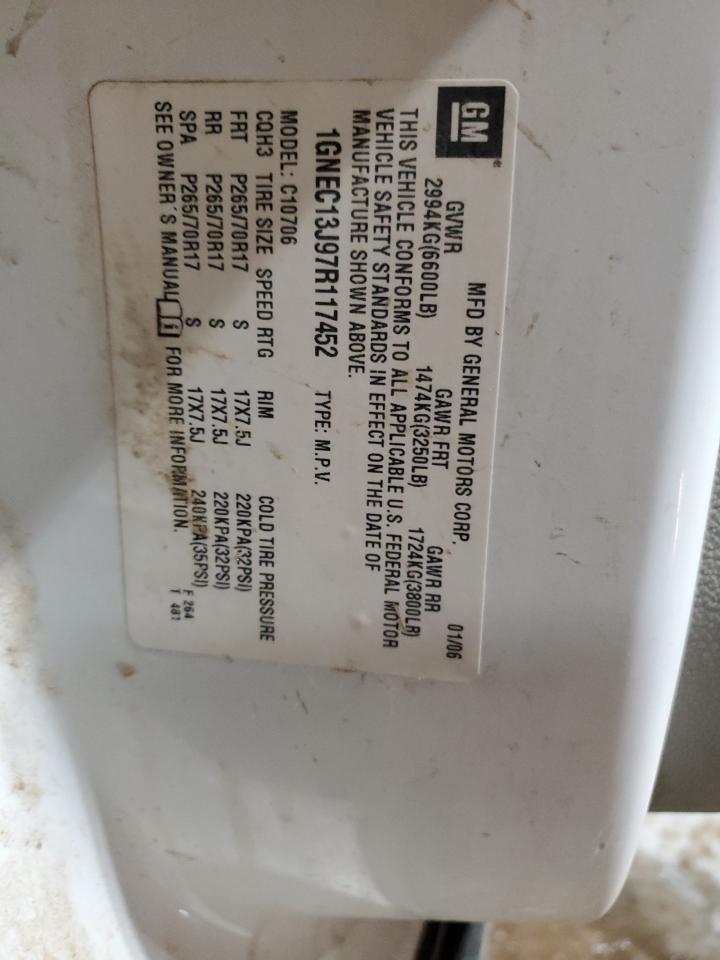 GM
MFD BY GENERAL MOTORS CORP. 01/06
GVWR GAWR FRT GAWR RR
2994KG(6600LB) 1474KG(3250LB) 1724KG(3800LB)
THIS VEHICLE CONFORMS TO ALL APPLICABLE U.S. FEDERAL MOTOR
VEHICLE SAFETY STANDARDS IN EFFECT ON THE DATE OF
MANUFACTURE SHOWN ABOVE.
1GNEC13J97R117452 TYPE: M.P.V.
MODEL: C10706
CQH3 TIRE SIZE SPEED RTG RIM COLD TIRE PRESSURE
FRT P265/70R17 S 17X7.5J 220KPA(32PSI)
RR P265/70R17 S 17X7.5J 220KPA(32PSI)
SPA P265/70R17 S 17X7.5J 240KPA(35PSI)
SEE OWNER'S MANUAL FOR MORE INFORMATION.
F 264
T 481